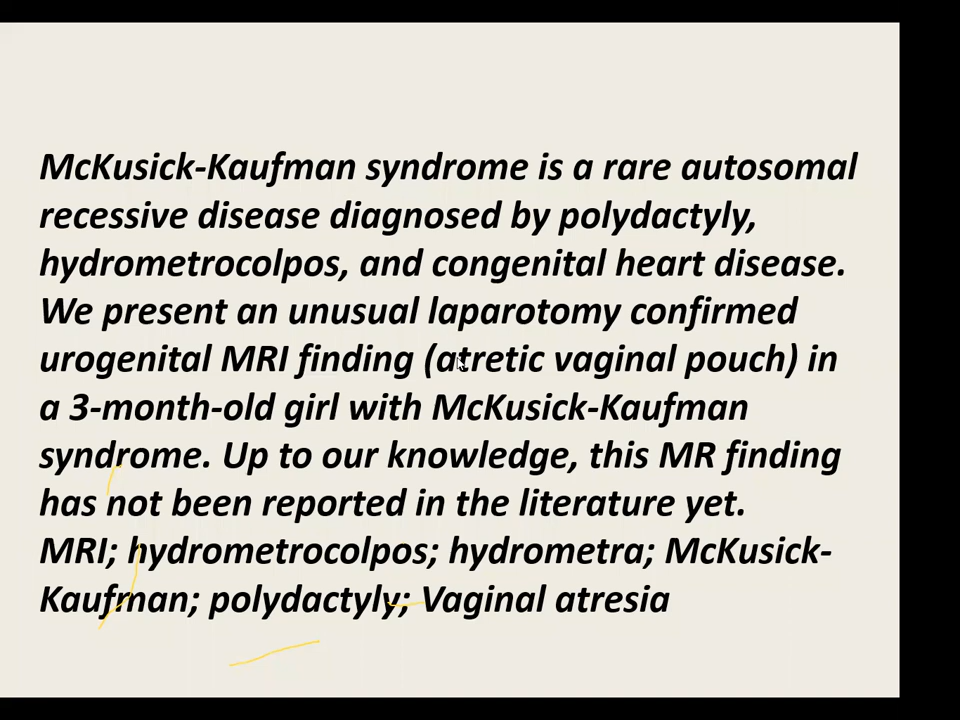 McKusick-Kaufman syndrome is a rare autosomal
recessive disease diagnosed by polydactyly,
hydrometrocolpos, and congenital heart disease.
We present an unusual laparotomy confirmed
urogenital MRI finding (atretic vaginal pouch) in
a 3-month-old girl with McKusick-Kaufman
syndrome. Up to our knowledge, this MR finding
has not been reported in the literature yet.
MRI; hydrometrocolpos; hydrometra; McKusick-
Kaufman; polydactyly; Vaginal atresia